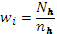 wᵢ = Nₕ / nₕ